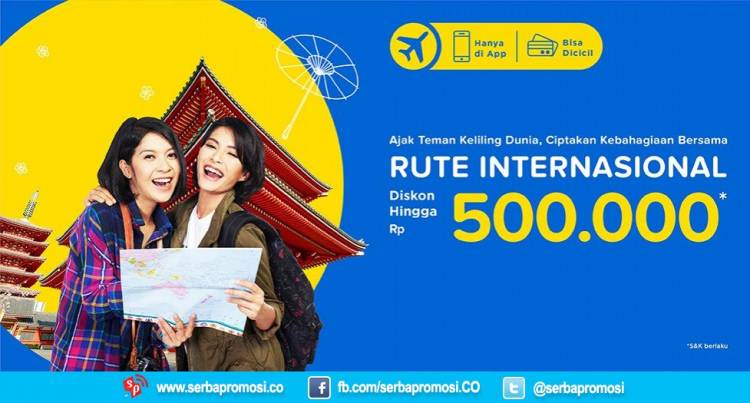 Hanya
di App
Bisa
Dicicil
Ajak Teman Keliling Dunia, Ciptakan Kebahagiaan Bersama
RUTE INTERNASIONAL
Diskon
Hingga
Rp 500.000*
*S&K berlaku
sp www.serbapromosi.co f fb.com/serbapromosi.CO t @serbapromosi